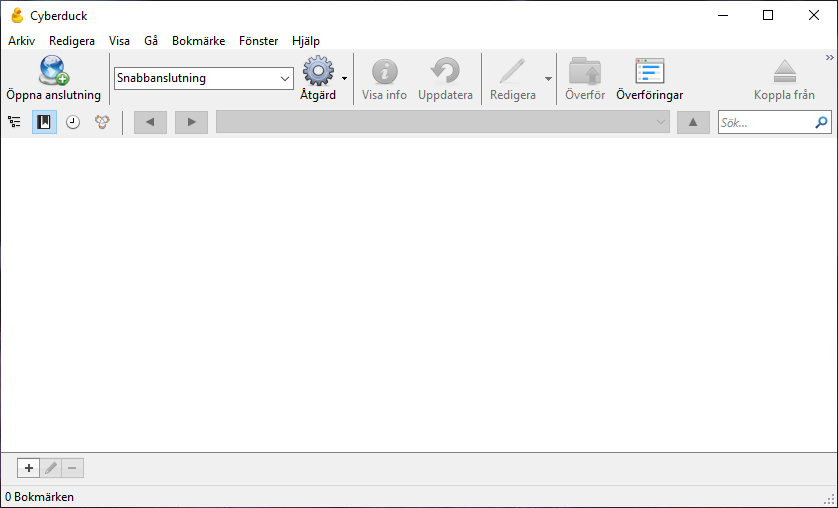 Cyberduck
Arkiv Redigera Visa Gå Bokmärke Fönster Hjälp
Öppna anslutning Snabbanslutning Åtgärd Visa info Uppdatera Redigera Överför Överföringar Koppla från
Sök...
0 Bokmärken